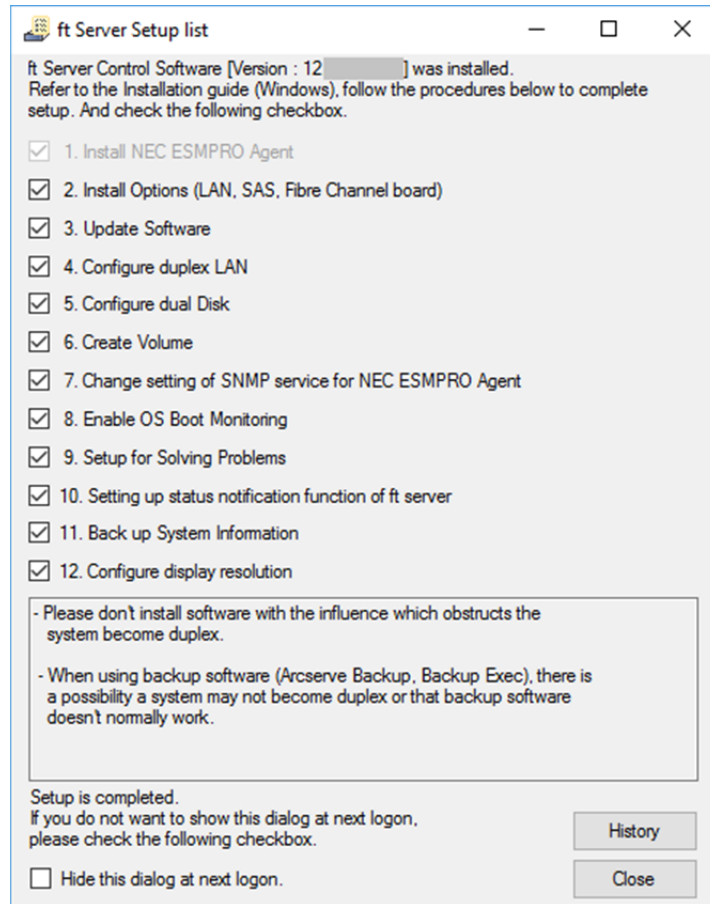 ft Server Setup list
ft Server Control Software [Version : 12 ] was installed.
Refer to the Installation guide (Windows), follow the procedures below to complete
setup. And check the following checkbox.
1. Install NEC ESMPRO Agent
2. Install Options (LAN, SAS, Fibre Channel board)
3. Update Software
4. Configure duplex LAN
5. Configure dual Disk
6. Create Volume
7. Change setting of SNMP service for NEC ESMPRO Agent
8. Enable OS Boot Monitoring
9. Setup for Solving Problems
10. Setting up status notification function of ft server
11. Back up System Information
12. Configure display resolution
- Please don't install software with the influence which obstructs the
system become duplex.
- When using backup software (Arcserve Backup, Backup Exec), there is
a possibility a system may not become duplex or that backup software
doesn't normally work.
Setup is completed.
If you do not want to show this dialog at next logon,
please check the following checkbox.
History
Hide this dialog at next logon.
Close